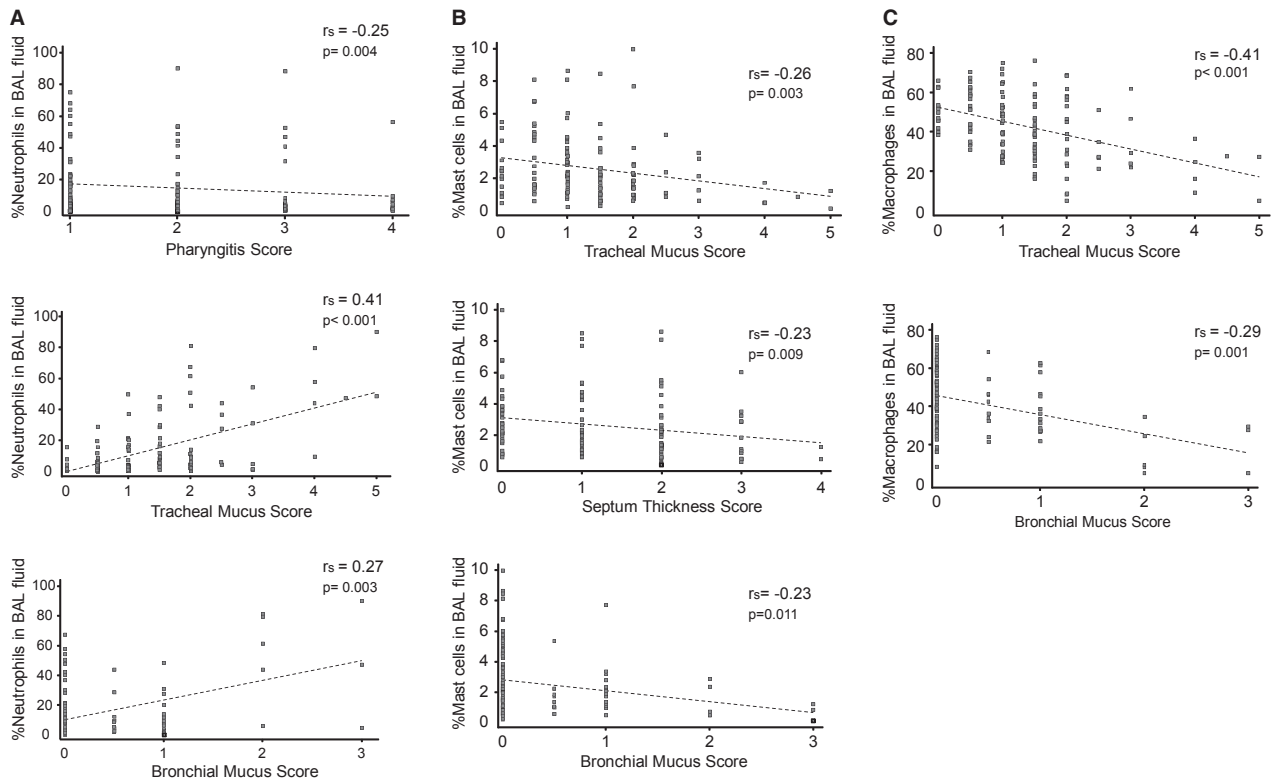 A
rs = -0.25
p= 0.004
%Neutrophils in BAL fluid
100
80
60
40
20
0
1
2
3
4
Pharyngitis Score
rs = 0.41
p< 0.001
%Neutrophils in BAL fluid
100
80
60
40
20
0
0
1
2
3
4
5
Tracheal Mucus Score
rs = 0.27
p= 0.003
%Neutrophils in BAL fluid
100
80
60
40
20
0
0
1
2
3
Bronchial Mucus Score
B
rs= -0.26
p= 0.003
%Mast cells in BAL fluid
10
8
6
4
2
0
0
1
2
3
4
5
Tracheal Mucus Score
rs= -0.23
p= 0.009
%Mast cells in BAL fluid
10
8
6
4
2
0
0
1
2
3
4
Septum Thickness Score
rs= -0.23
p=0.011
%Mast cells in BAL fluid
10
8
6
4
2
0
0
1
2
3
Bronchial Mucus Score
C
rs = -0.41
p< 0.001
%Macrophages in BAL fluid
80
60
40
20
0
0
1
2
3
4
5
Tracheal Mucus Score
rs = -0.29
p= 0.001
%Macrophages in BAL fluid
80
60
40
20
0
0
1
2
3
Bronchial Mucus Score